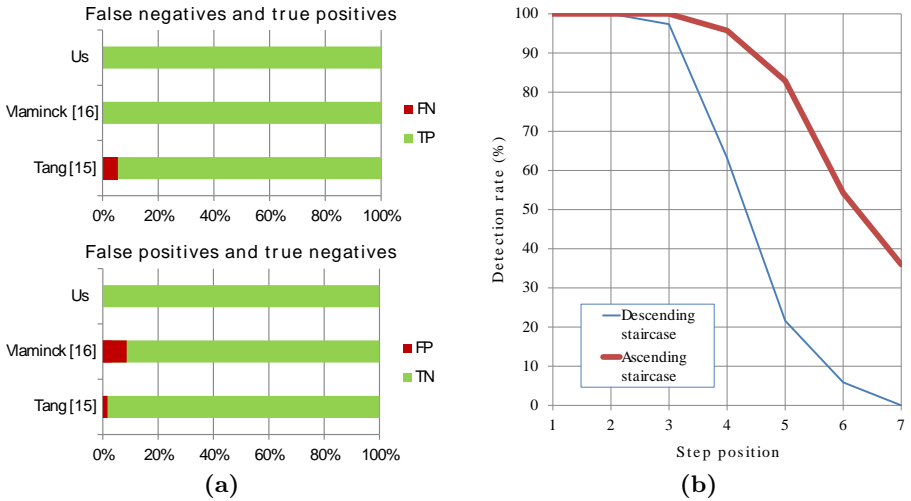 False negatives and true positives
Us
Vlaminck [16]
Tang [15]
0% 20% 40% 60% 80% 100%
FN
TP
False positives and true negatives
Us
Vlaminck [16]
Tang [15]
0% 20% 40% 60% 80% 100%
FP
TN
(a)
100
90
80
70
60
50
40
30
20
10
0
Detection rate (%)
Descending
staircase
Ascending
staircase
1 2 3 4 5 6 7
Step position
(b)